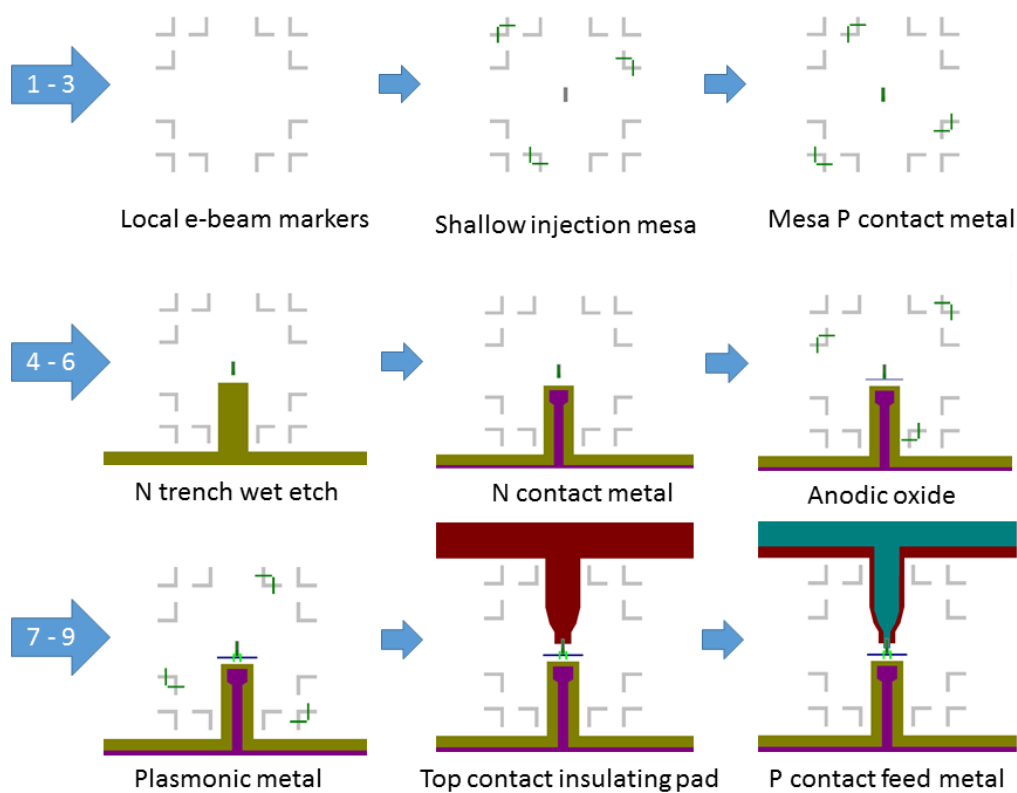 1 - 3
Local e-beam markers
Shallow injection mesa
Mesa P contact metal
4 - 6
N trench wet etch
N contact metal
Anodic oxide
7 - 9
Plasmonic metal
Top contact insulating pad
P contact feed metal